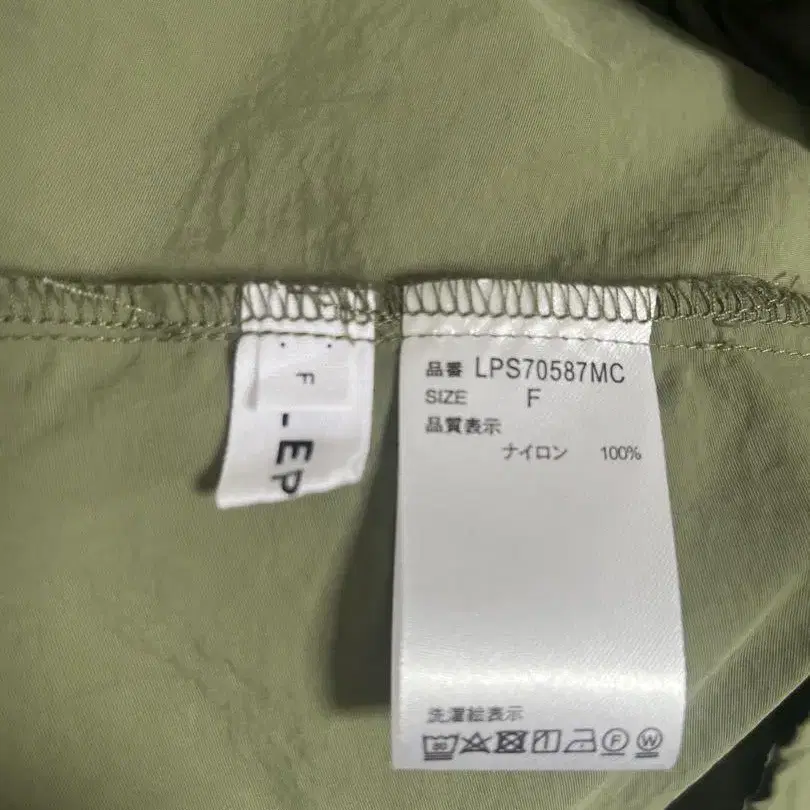 F
-EP
品番 LPS70587MC
SIZE F
品質表示
ナイロン 100%
洗濯絵表示
F W